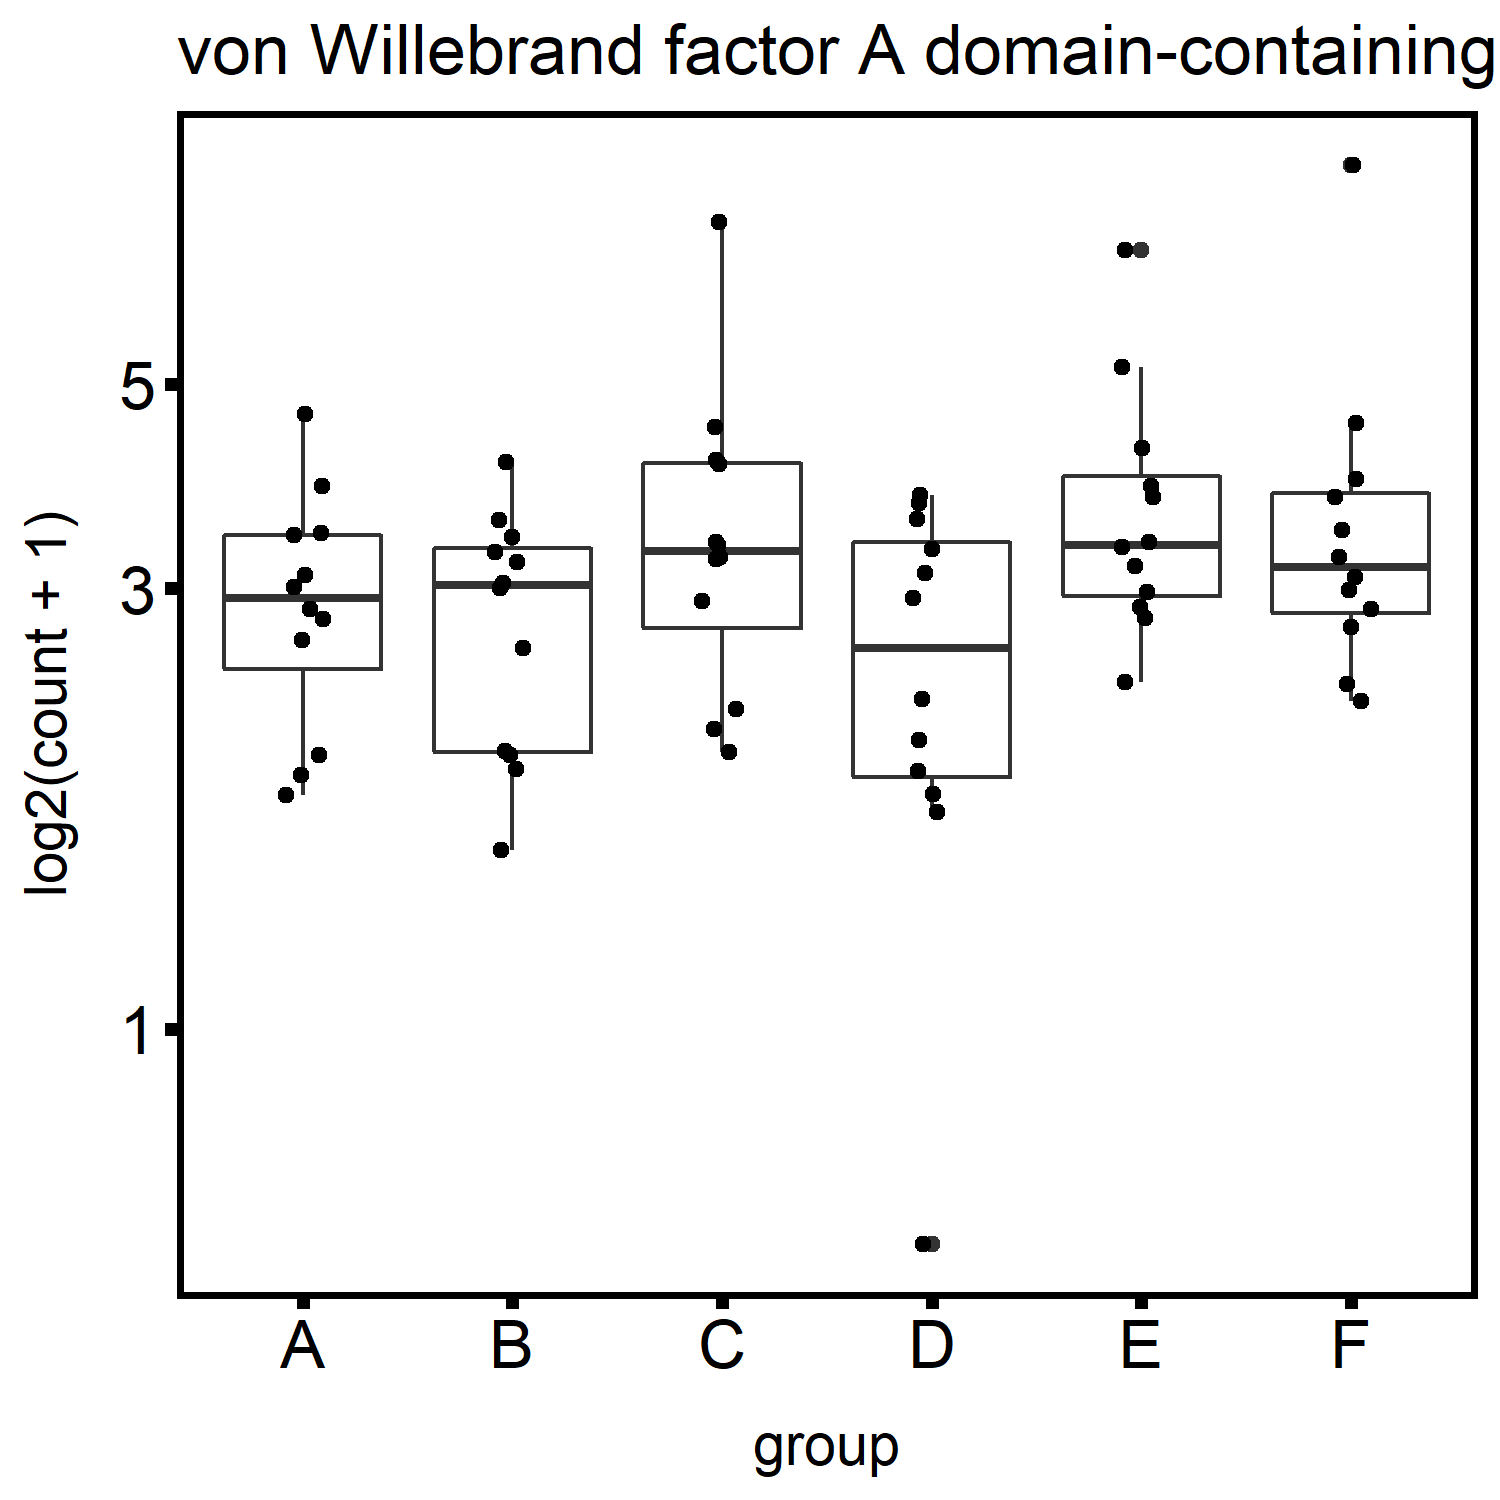 von Willebrand factor A domain-containing
log2(count + 1)
5
3
1
A B C D E F
group